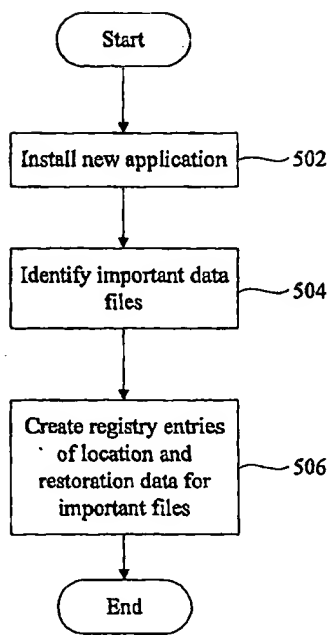 Start
Install new application
502
Identify important data
files
504
Create registry entries
of location and
restoration data for
important files
506
End